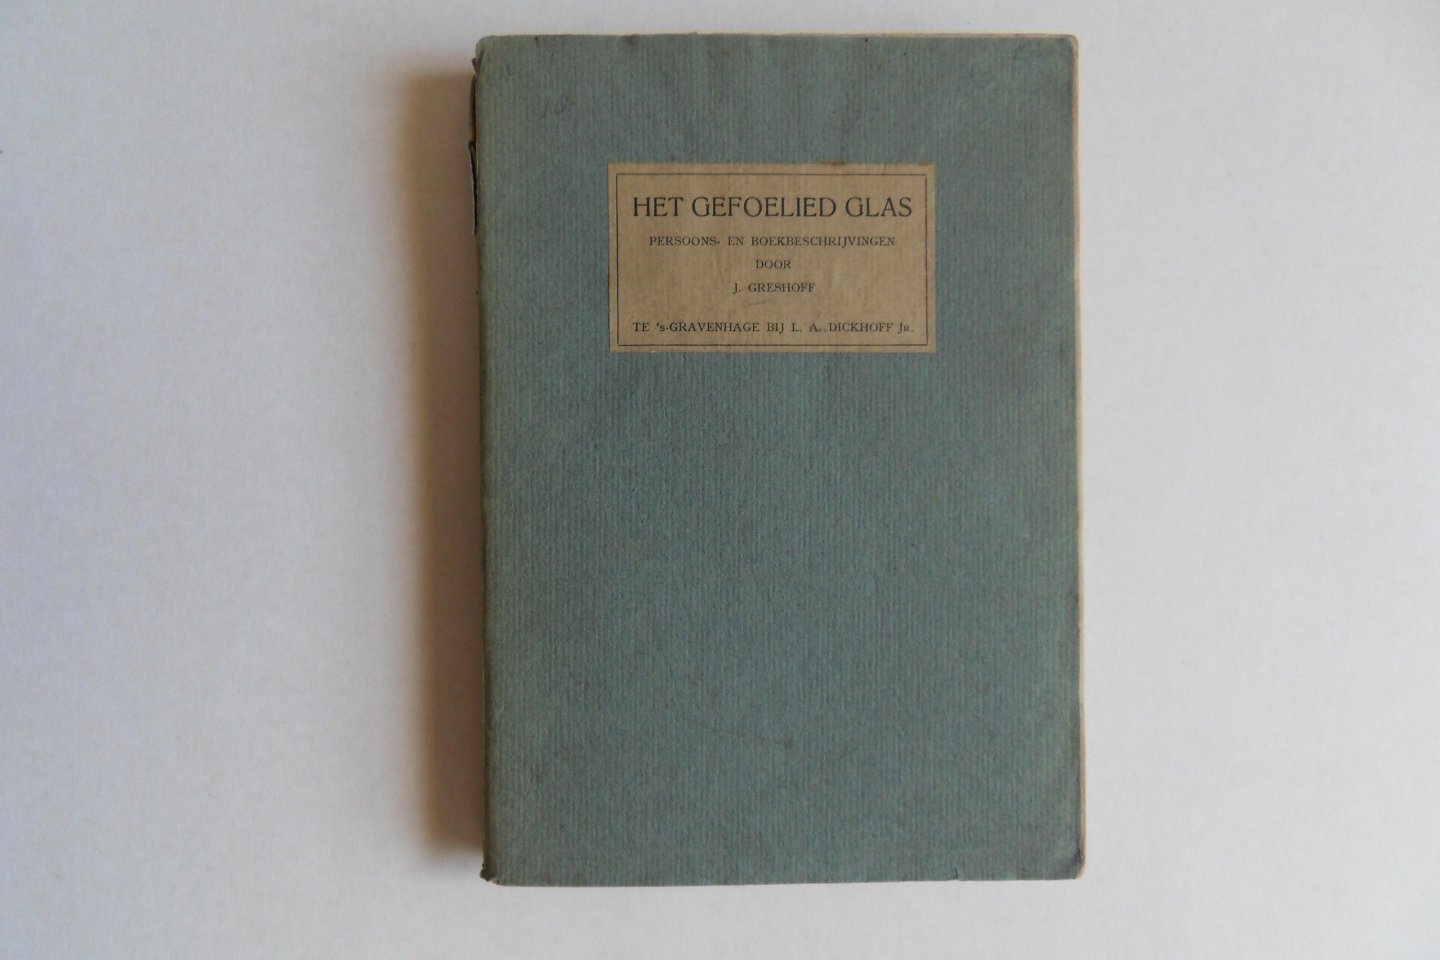 HET GEFOELIED GLAS
PERSOONS- EN BOEKBESCHRIJVINGEN
DOOR
J. GRESHOFF
TE 's-GRAVENHAGE BIJ L. A. DICKHOFF JR.